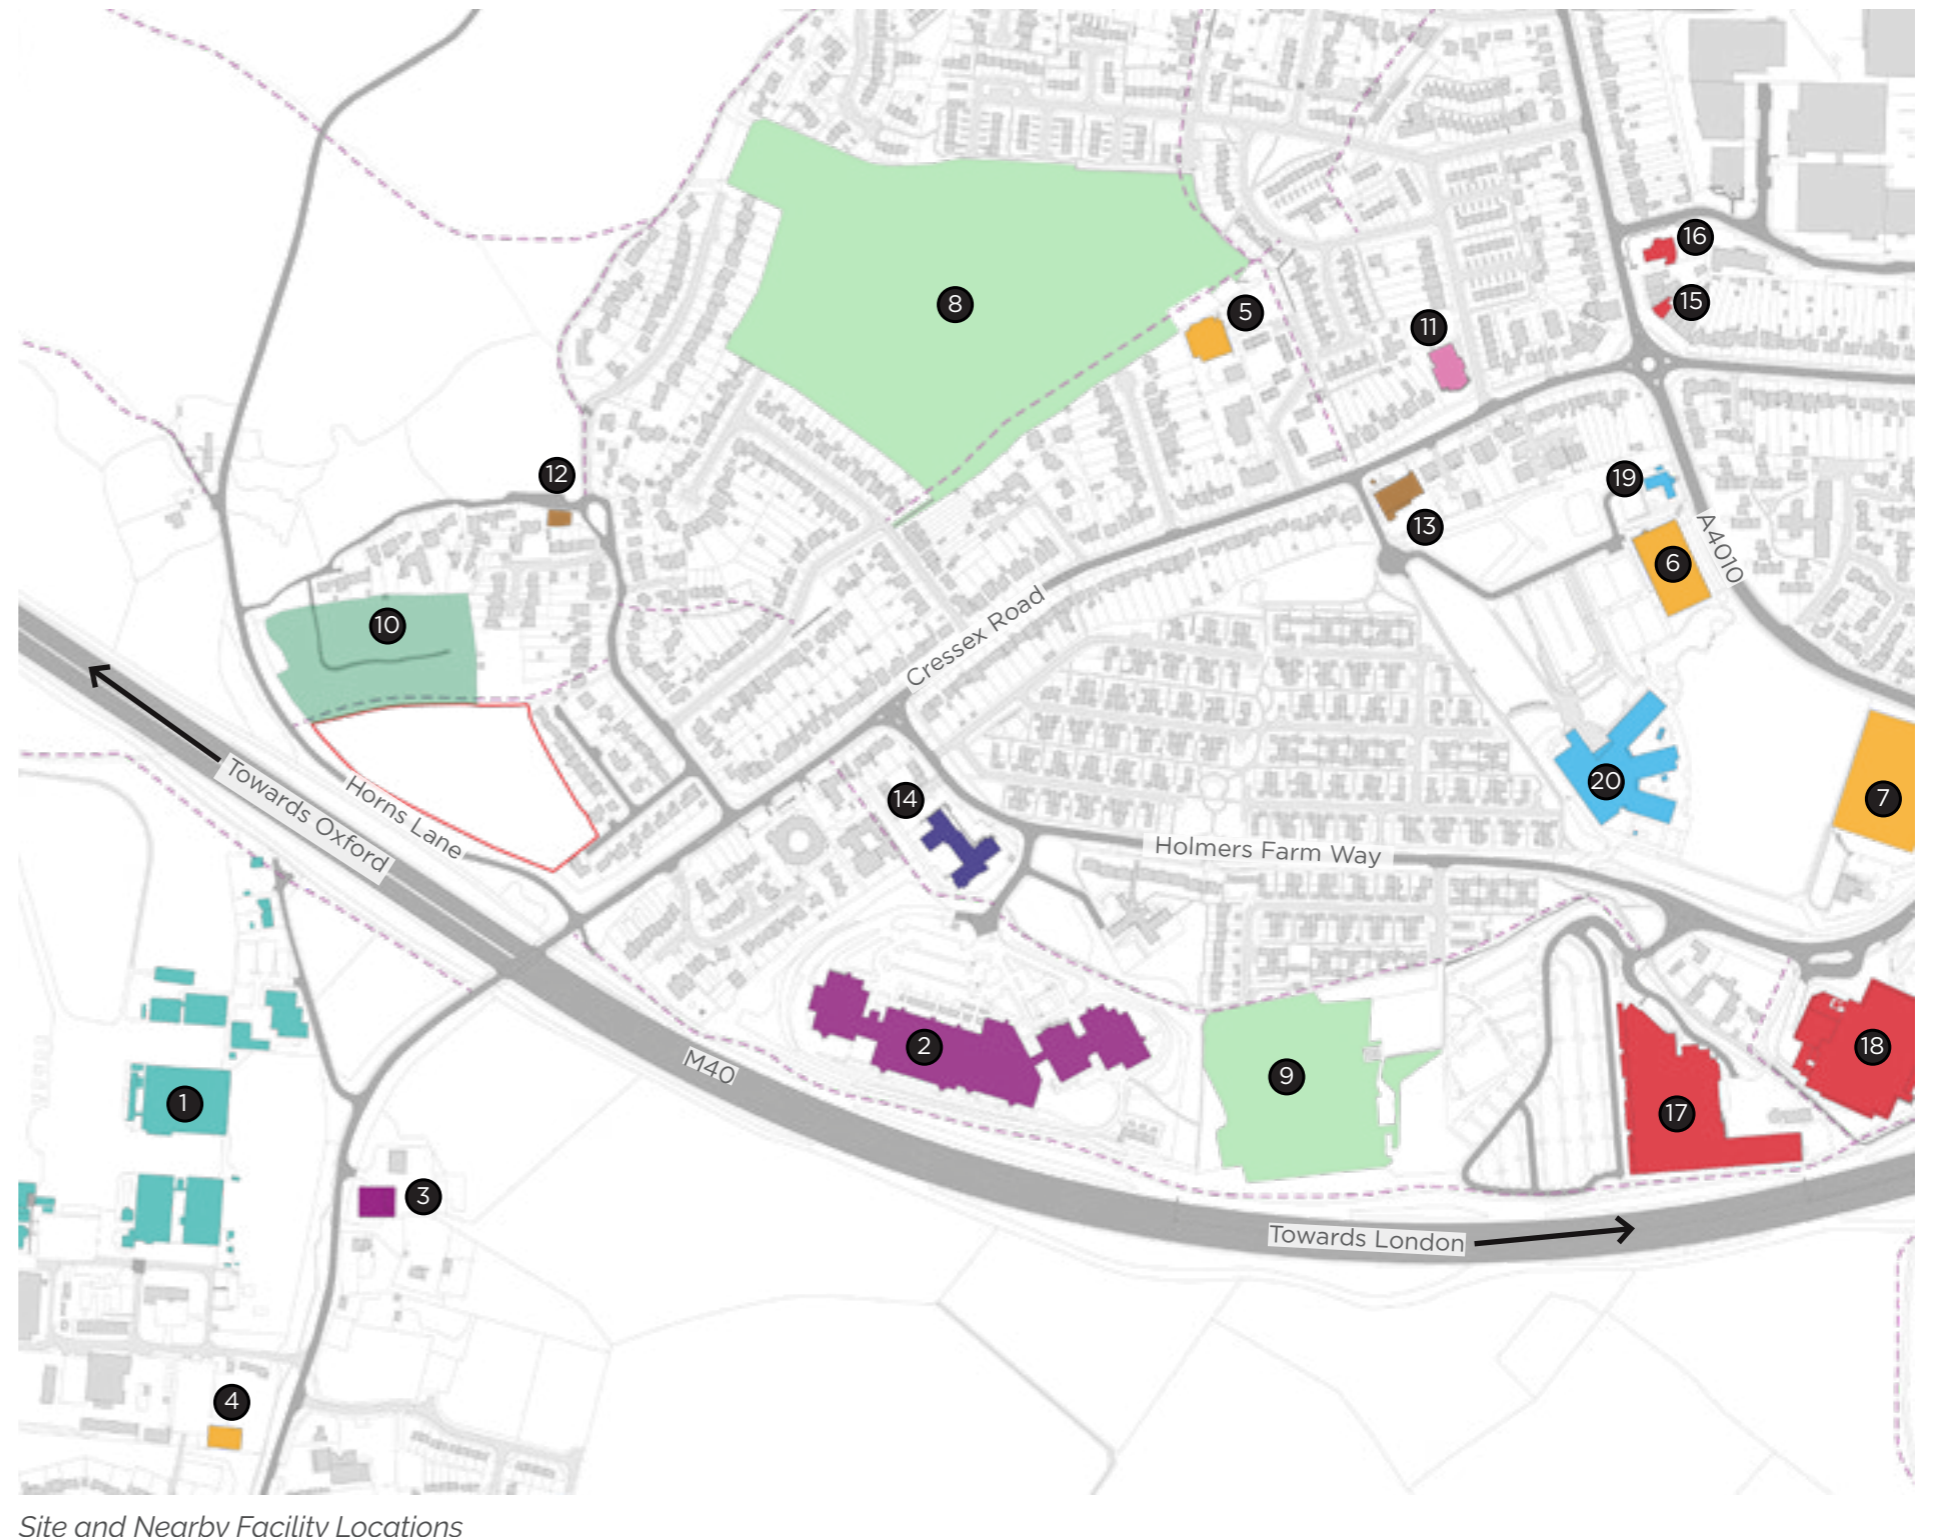 16
15
8
5
11
12
19
13
6
A4010
10
Cressex Road
20
7
14
Horns Lane
Towards Oxford
Holmers Farm Way
2
18
M40
9
1
17
3
Towards London
4
Site and Nearby Facility Locations